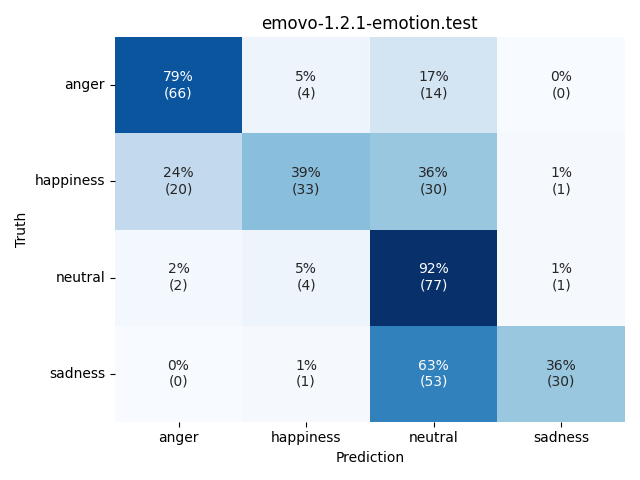 emovo-1.2.1-emotion.test
Truth
anger
79% 5% 17% 0%
(66) (4) (14) (0)
happiness
24% 39% 36% 1%
(20) (33) (30) (1)
neutral
2% 5% 92% 1%
(2) (4) (77) (1)
sadness
0% 1% 63% 36%
(0) (1) (53) (30)
anger happiness neutral sadness
Prediction